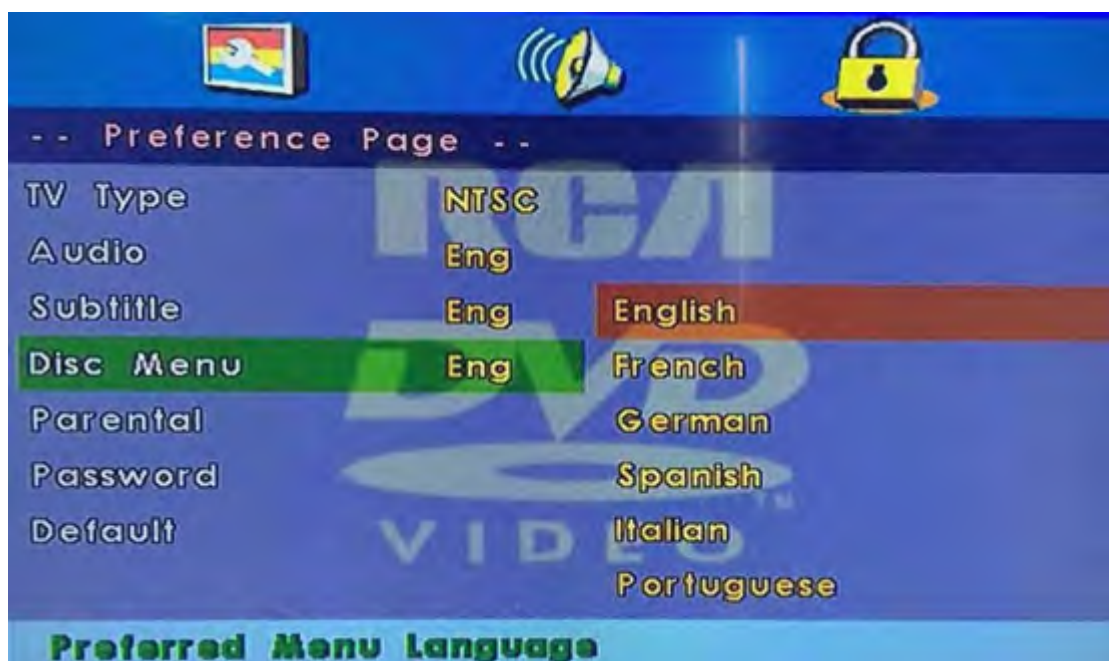 -- Preference Page --
RCA
DVD
VIDEO
TM
TV Type NTSC
Audio Eng
Subtitle Eng English
Disc Menu Eng French
Parental German
Password Spanish
Default Italian
Portuguese
Preferred Menu Language